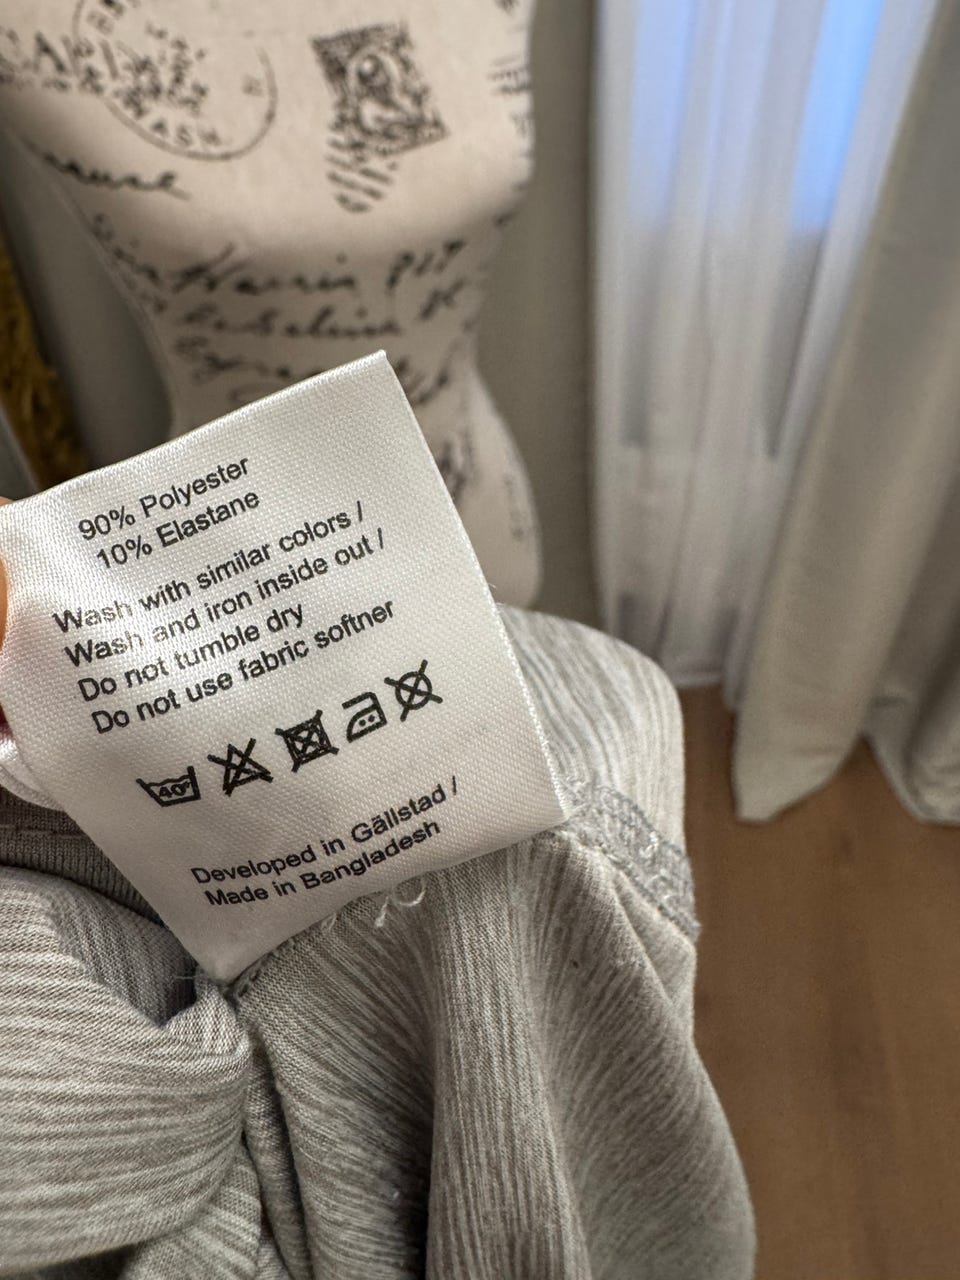 90% Polyester
10% Elastane
Wash with similar colors /
Wash and iron inside out /
Do not tumble dry
Do not use fabric softner
40°
Developed in Gällstad /
Made in Bangladesh